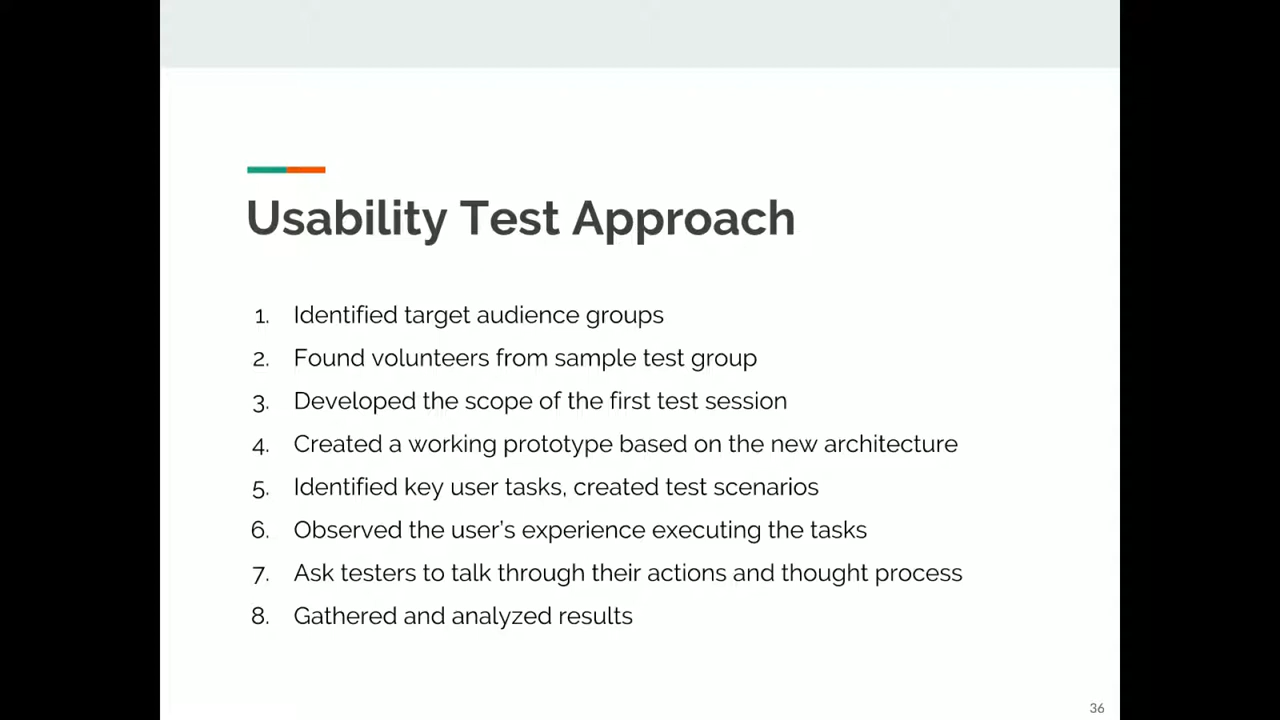 Usability Test Approach
1. Identified target audience groups
2. Found volunteers from sample test group
3. Developed the scope of the first test session
4. Created a working prototype based on the new architecture
5. Identified key user tasks, created test scenarios
6. Observed the user’s experience executing the tasks
7. Ask testers to talk through their actions and thought process
8. Gathered and analyzed results
36